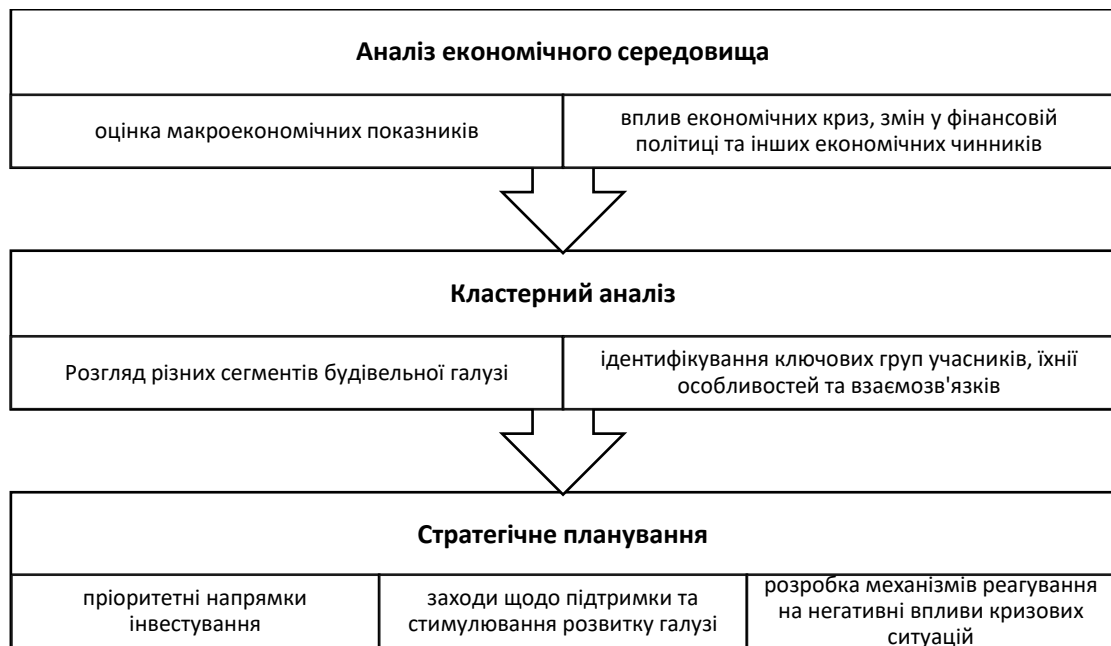 Аналіз економічного середовища
оцінка макроекономічних показників
вплив економічних криз, змін у фінансовій
політиці та інших економічних чинників
Кластерний аналіз
Розгляд різних сегментів будівельної галузі
ідентифікування ключових груп учасників, їхнії
особливостей та взаємозв'язків
Стратегічне планування
пріоритетні напрямки
інвестування
заходи щодо підтримки та
стимулювання розвитку галузі
розробка механізмів реагування
на негативні впливи кризових
ситуацій